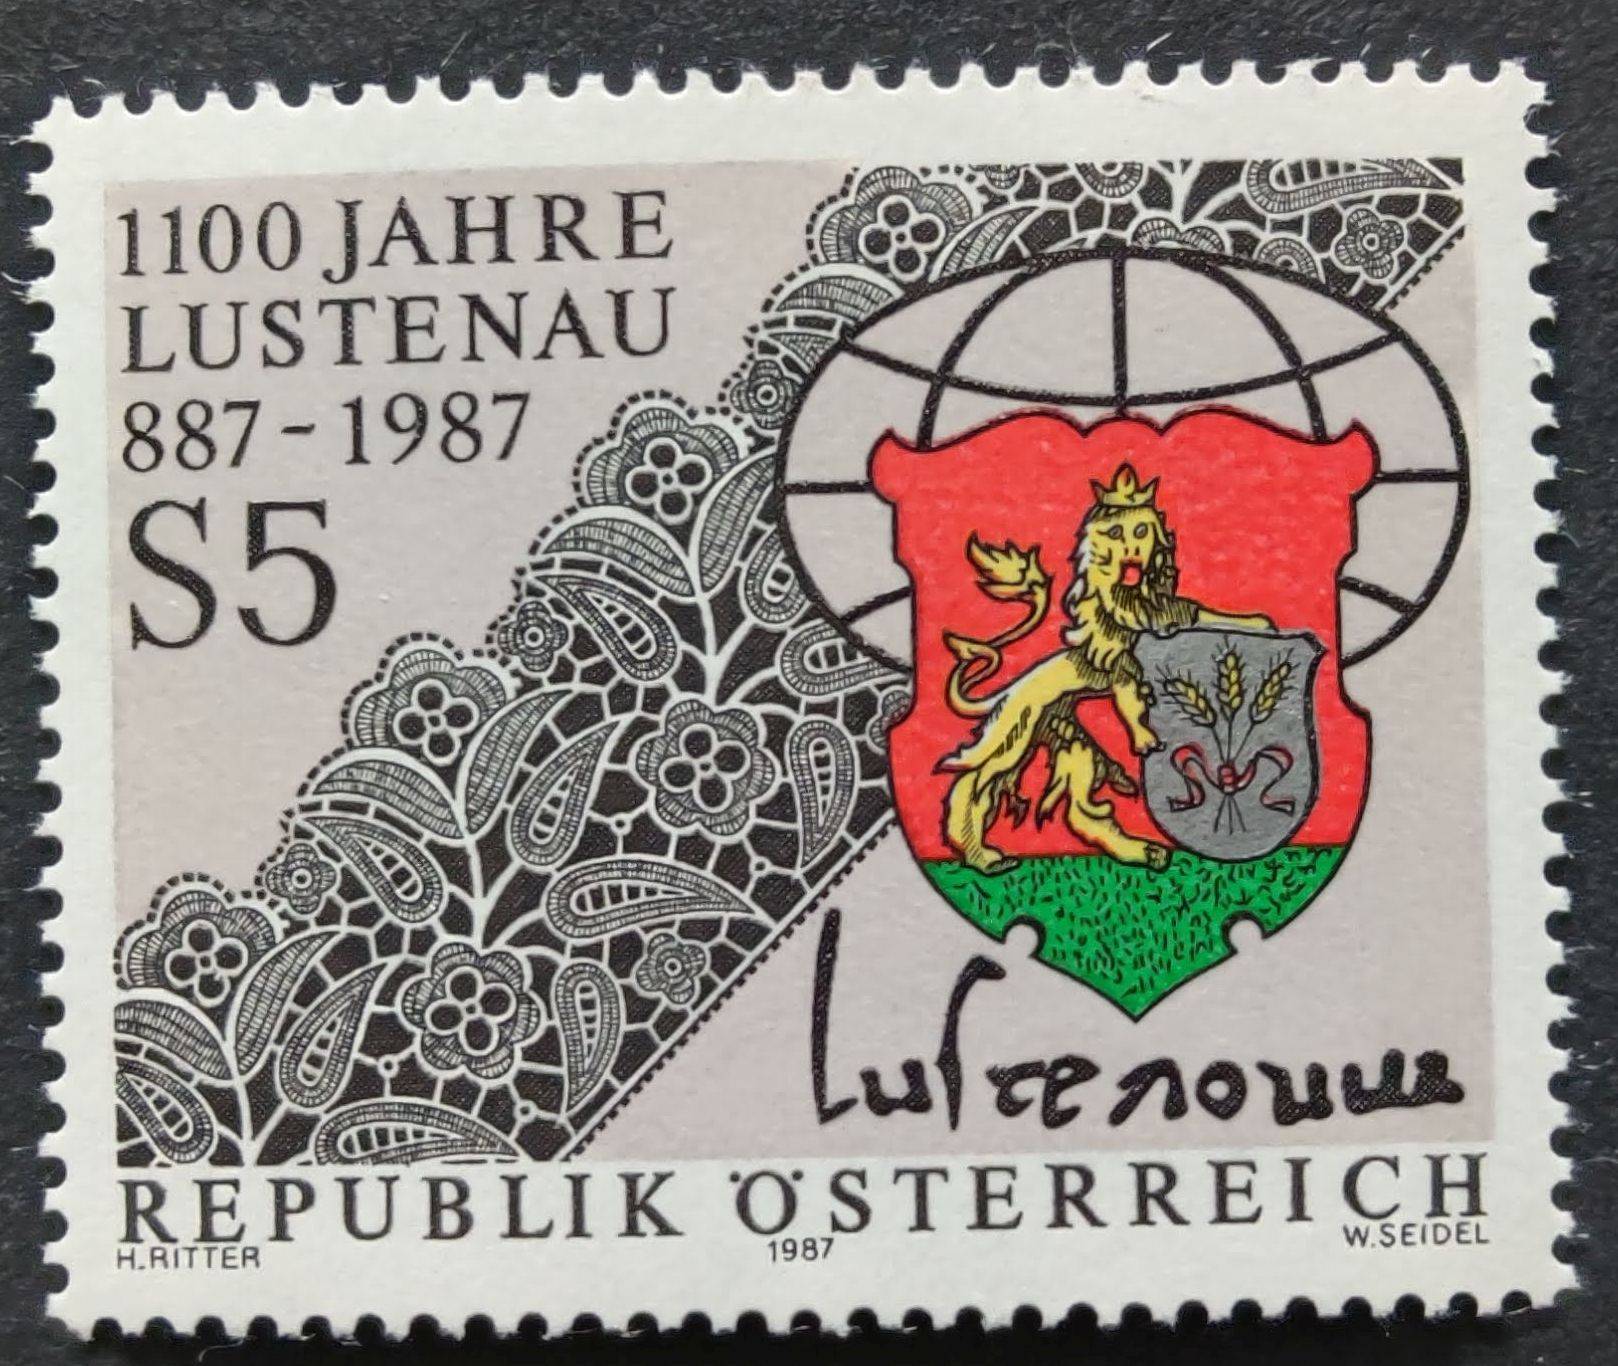 1100 JAHRE
LUSTENAU
887-1987
S5
lustenouua
REPUBLIK ÖSTERREICH
H.RITTER 1987 W.SEIDEL